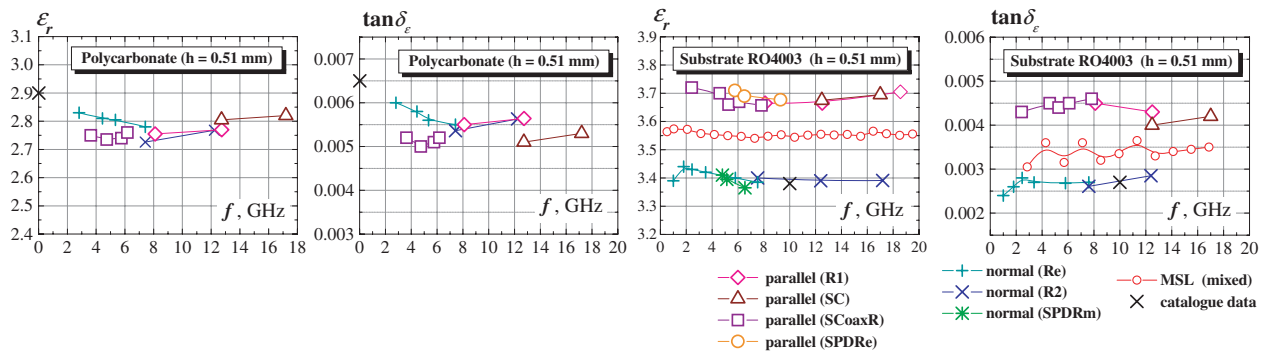 ε_r
3.1
3.0
2.9
2.8
2.7
2.6
2.5
2.4
0 2 4 6 8 10 12 14 16 18
Polycarbonate (h = 0.51 mm)
f , GHz
tanδ_ε
0.007
0.006
0.005
0.004
0.003
0 2 4 6 8 10 12 14 16 18 20
Polycarbonate (h = 0.51 mm)
f , GHz
ε_r
3.9
3.8
3.7
3.6
3.5
3.4
3.3
3.2
0 2 4 6 8 10 12 14 16 18 20
Substrate RO4003 (h = 0.51 mm)
f , GHz
tanδ_ε
0.006
0.005
0.004
0.003
0.002
0 2 4 6 8 10 12 14 16 18 20
Substrate RO4003 (h = 0.51 mm)
f , GHz
parallel (R1)
parallel (SC)
parallel (SCoaxR)
parallel (SPDRe)
normal (Re)
normal (R2)
normal (SPDRm)
MSL (mixed)
catalogue data